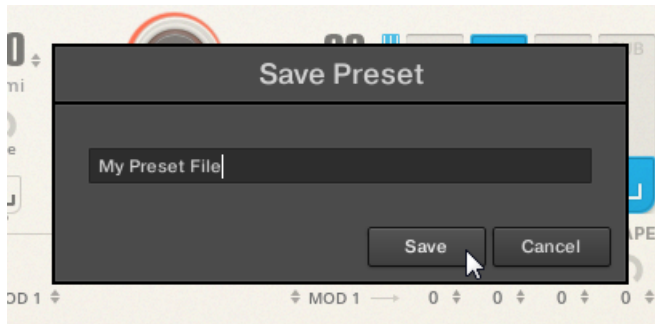 Save Preset
My Preset File
Save Cancel
MOD 1 MOD 1 0 0 0 0